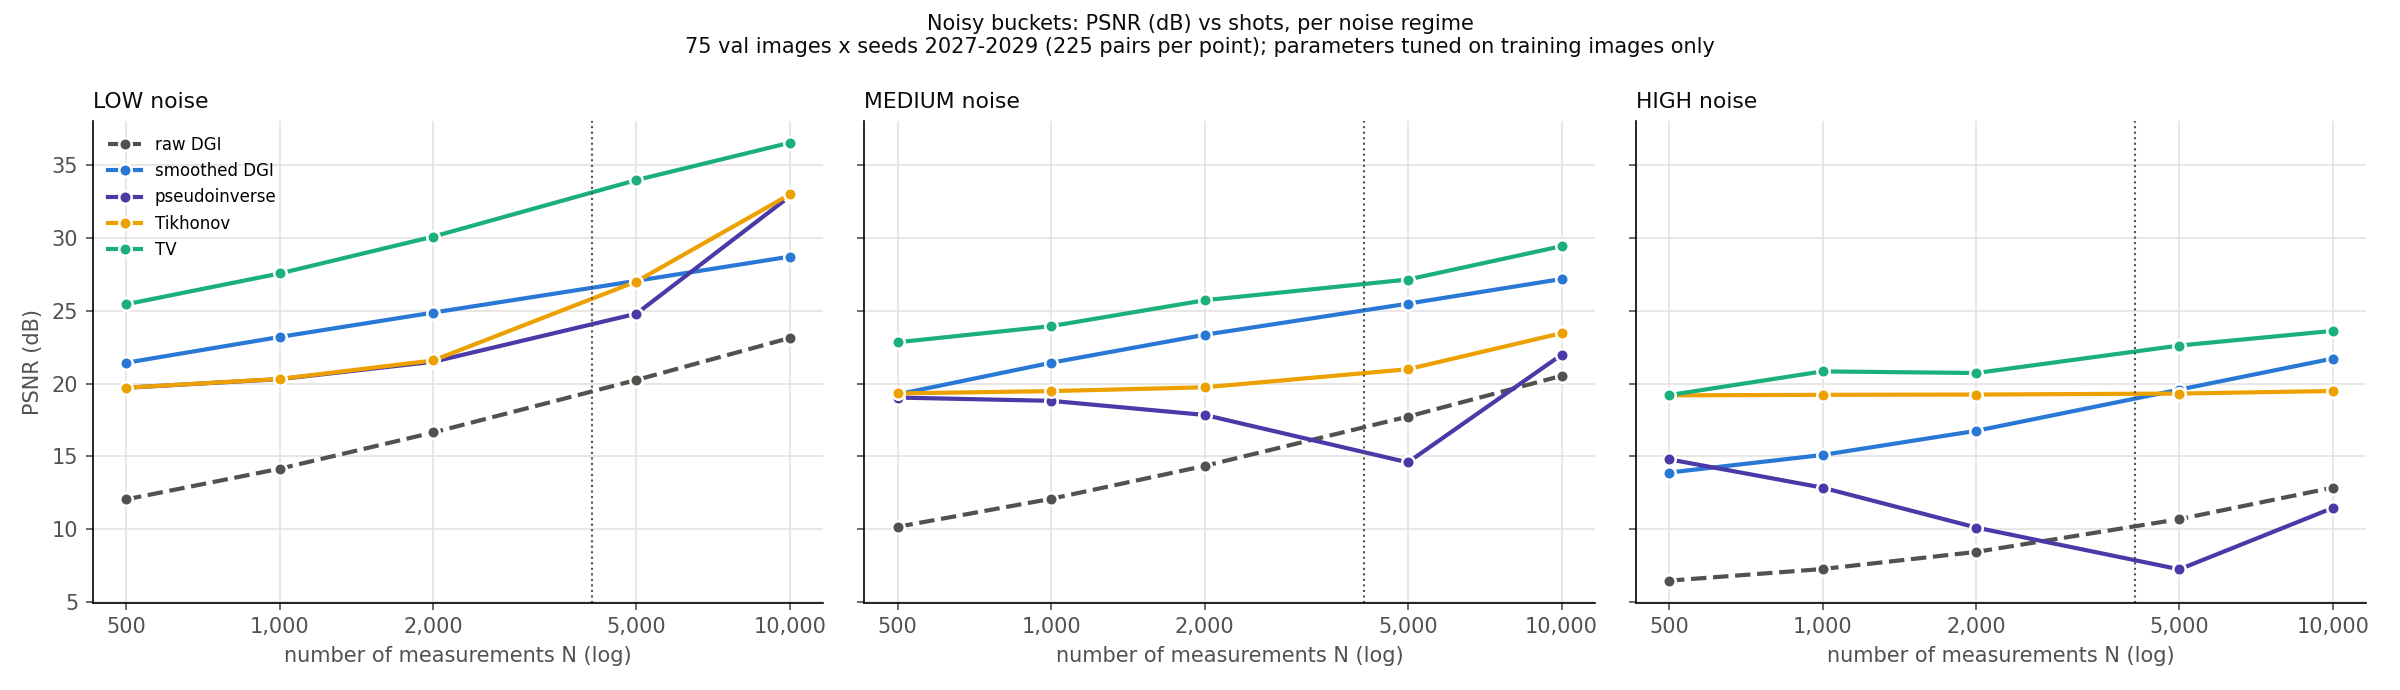 Noisy buckets: PSNR (dB) vs shots, per noise regime
75 val images x seeds 2027-2029 (225 pairs per point); parameters tuned on training images only
LOW noise
MEDIUM noise
HIGH noise
raw DGI
smoothed DGI
pseudoinverse
Tikhonov
TV
PSNR (dB)
35
30
25
20
15
10
5
500 1,000 2,000 5,000 10,000
500 1,000 2,000 5,000 10,000
500 1,000 2,000 5,000 10,000
number of measurements N (log)
number of measurements N (log)
number of measurements N (log)